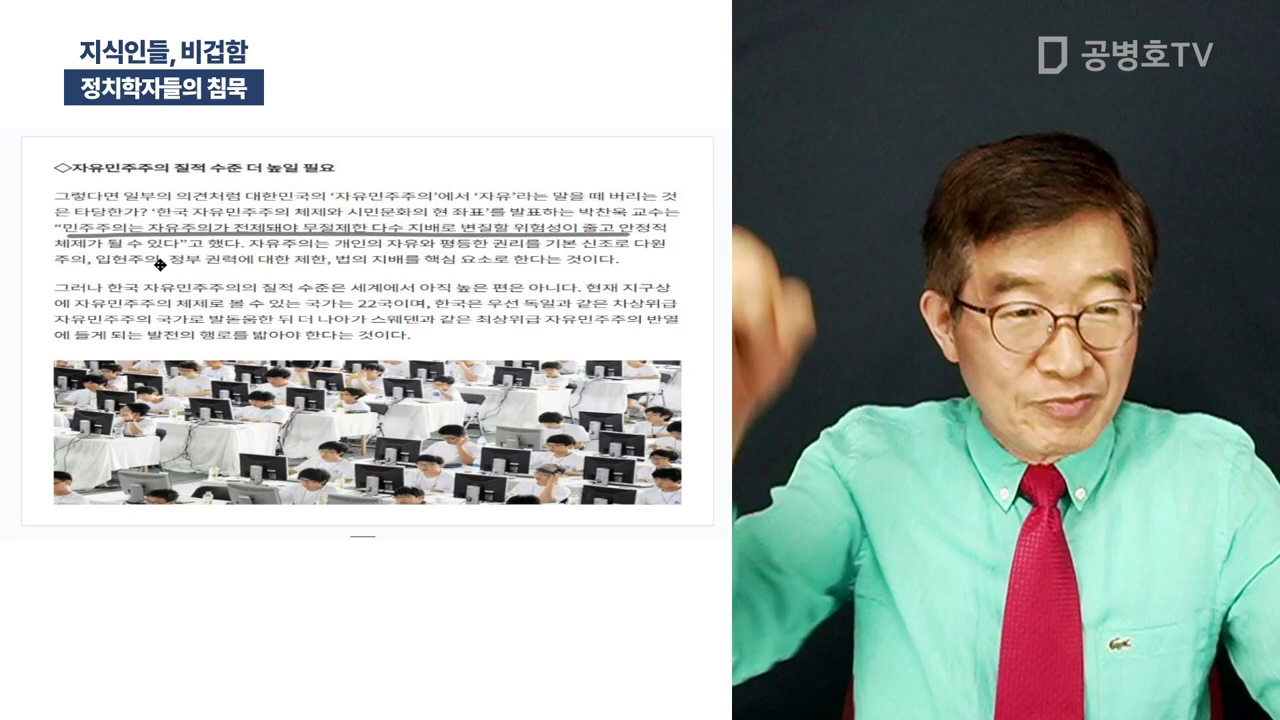 지식인들, 비겁함
정치학자들의 침묵
공병호TV
◇자유민주주의 질적 수준 더 높일 필요
그렇다면 일부의 의견처럼 대한민국의 ‘자유민주주의’에서 ‘자유’라는 말을 떼 버리는 것
은 타당한가? ‘한국 자유민주주의 체제와 시민문화의 현 좌표’를 발표하는 박찬욱 교수는
“민주주의는 자유주의가 전제돼야 무절제한 다수 지배로 변질할 위험성이 줄고 안정적
체제가 될 수 있다”고 했다. 자유주의는 개인의 자유와 평등한 권리를 기본 신조로 다원
주의, 입헌주의, 정부 권력에 대한 제한, 법의 지배를 핵심 요소로 한다는 것이다.
그러나 한국 자유민주주의의 질적 수준은 세계에서 아직 높은 편은 아니다. 현재 지구상
에 자유민주주의 체제로 볼 수 있는 국가는 22국이며, 한국은 우선 독일과 같은 차상위급
자유민주주의 국가로 발돋움한 뒤 더 나아가 스웨덴과 같은 최상위급 자유민주주의 반열
에 들게 되는 발전의 행로를 밟아야 한다는 것이다.